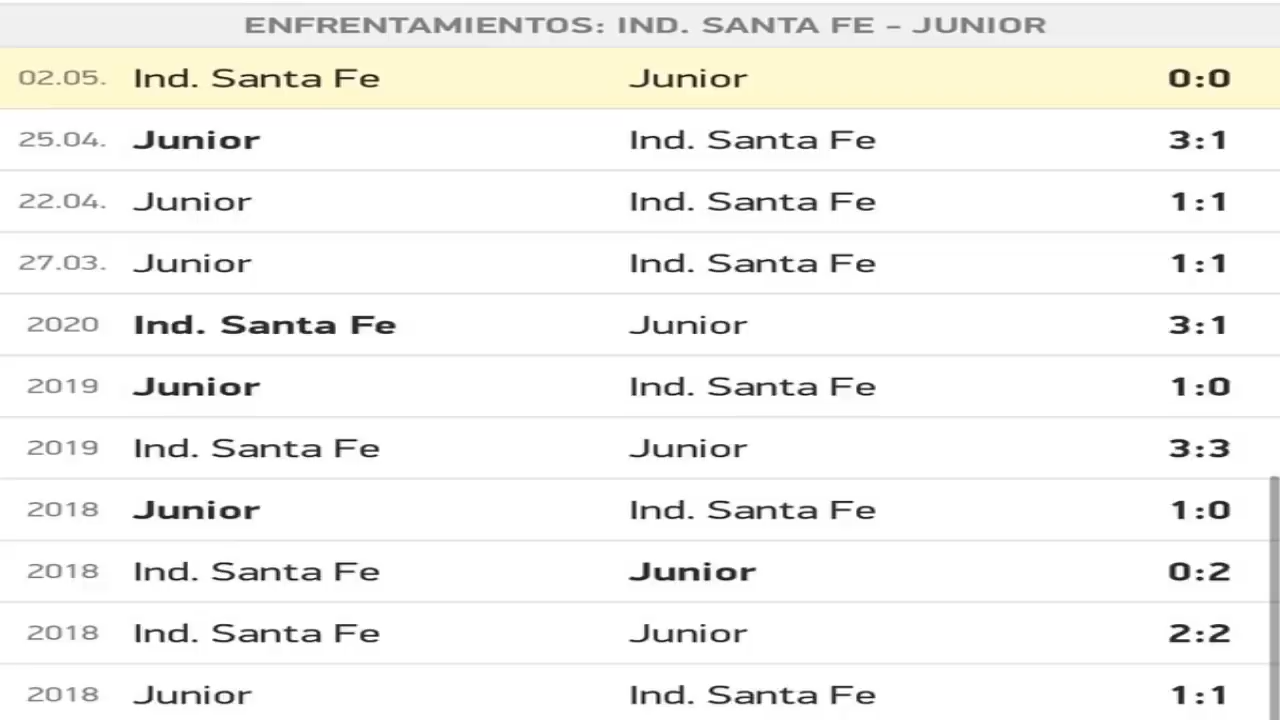 ENFRENTAMIENTOS: IND. SANTA FE - JUNIOR
02.05. Ind. Santa Fe Junior 0:0
25.04. Junior Ind. Santa Fe 3:1
22.04. Junior Ind. Santa Fe 1:1
27.03. Junior Ind. Santa Fe 1:1
2020 Ind. Santa Fe Junior 3:1
2019 Junior Ind. Santa Fe 1:0
2019 Ind. Santa Fe Junior 3:3
2018 Junior Ind. Santa Fe 1:0
2018 Ind. Santa Fe Junior 0:2
2018 Ind. Santa Fe Junior 2:2
2018 Junior Ind. Santa Fe 1:1